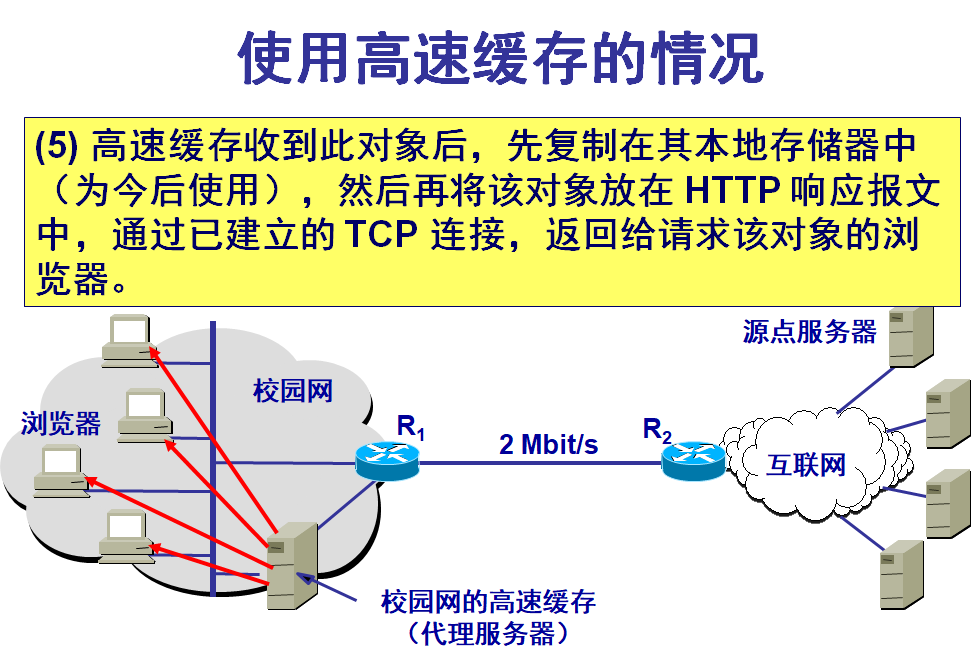 使用高速缓存的情况
(5) 高速缓存收到此对象后，先复制在其本地存储器中
（为今后使用），然后再将该对象放在 HTTP 响应报文
中，通过已建立的 TCP 连接，返回给请求该对象的浏
览器。
源点服务器
校园网
浏览器
R1
2 Mbit/s
R2
互联网
校园网的高速缓存
（代理服务器）